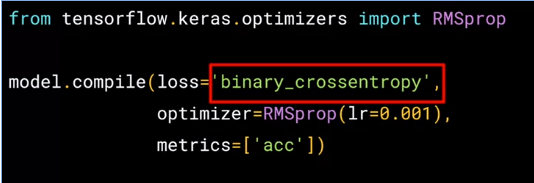 from tensorflow.keras.optimizers import RMSprop
model.compile(loss='binary_crossentropy',
optimizer=RMSprop(lr=0.001),
metrics=['acc'])